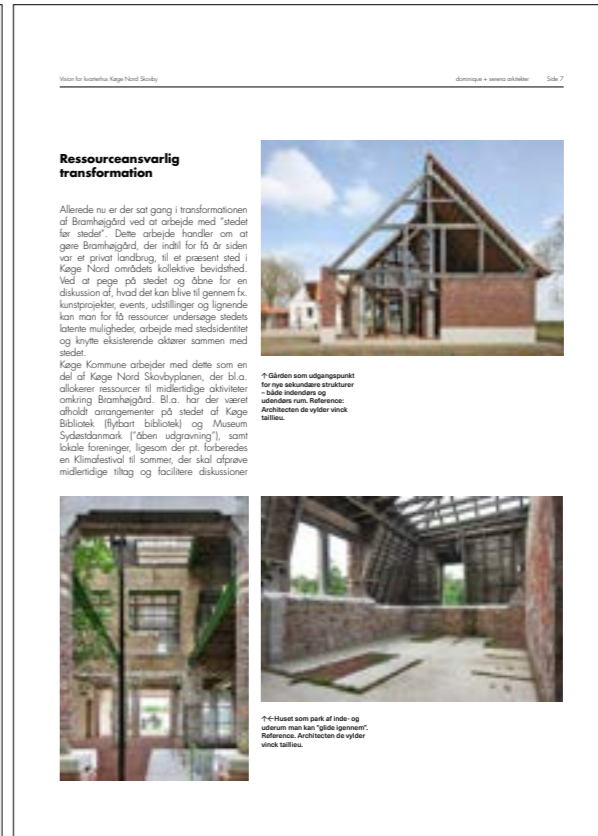 Vision for kvarterhus Køge Nord Skovby
dominique + serena arkitekter Side 7
Ressourceansvarlig
transformation
Allerede nu er der sat gang i transformationen
af Bramhøjgård ved at arbejde med "stedet
før stedet". Dette arbejde handler om at
gøre Bramhøjgård, der indtil for få år siden
var et privat landbrug, til et præsent sted i
Køge Nord områdets kollektive bevidsthed.
Ved at pege på stedet og åbne for en
diskussion af, hvad det kan blive til gennem fx.
kunstprojekter, events, udstillinger og lignende
kan man for få ressourcer undersøge stedets
latente muligheder, arbejde med stedsidentitet
og knytte eksisterende aktører sammen med
stedet.
Køge Kommune arbejder med dette som en
del af Køge Nord Skovbyplanen, der bl.a.
allokerer ressourcer til midlertidige aktiviteter
omkring Bramhøjgård. Bl.a. har der været
afholdt arrangementer på stedet af Køge
Bibliotek (flytbart bibliotek) og Museum
Sydøstdanmark ("åben udgravning"), samt
lokale foreninger, ligesom der pt. forberedes
en Klimafestival til sommer, der skal afprøve
midlertidige tiltag og facilitere diskussioner
↑ Gården som udgangspunkt
for nye sekundære strukturer
– både indendørs og
udendørs rum. Reference:
Architecten de vylder vinck
taillieu.
↑← Huset som park af inde- og
uderum man kan "glide igennem".
Reference. Architecten de vylder
vinck taillieu.